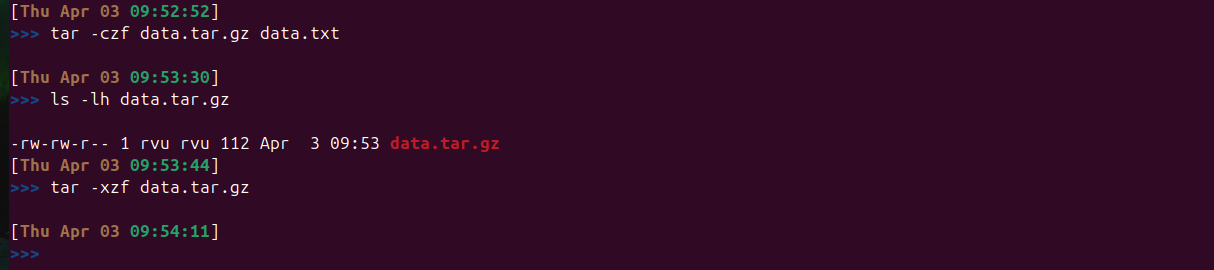 [Thu Apr 03 09:52:52]
>>> tar -czf data.tar.gz data.txt
[Thu Apr 03 09:53:30]
>>> ls -lh data.tar.gz
-rw-rw-r-- 1 rvu rvu 112 Apr  3 09:53 data.tar.gz
[Thu Apr 03 09:53:44]
>>> tar -xzf data.tar.gz
[Thu Apr 03 09:54:11]
>>>